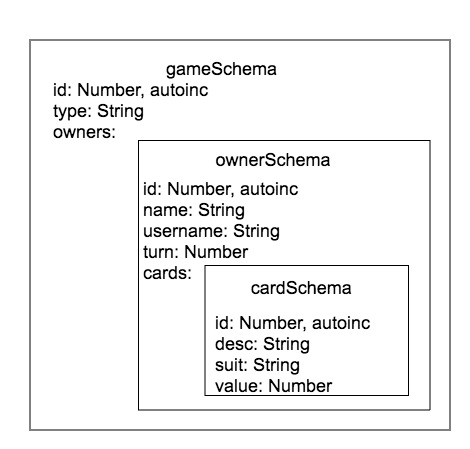 gameSchema
id: Number, autoinc
type: String
owners:
ownerSchema
id: Number, autoinc
name: String
username: String
turn: Number
cards:
cardSchema
id: Number, autoinc
desc: String
suit: String
value: Number